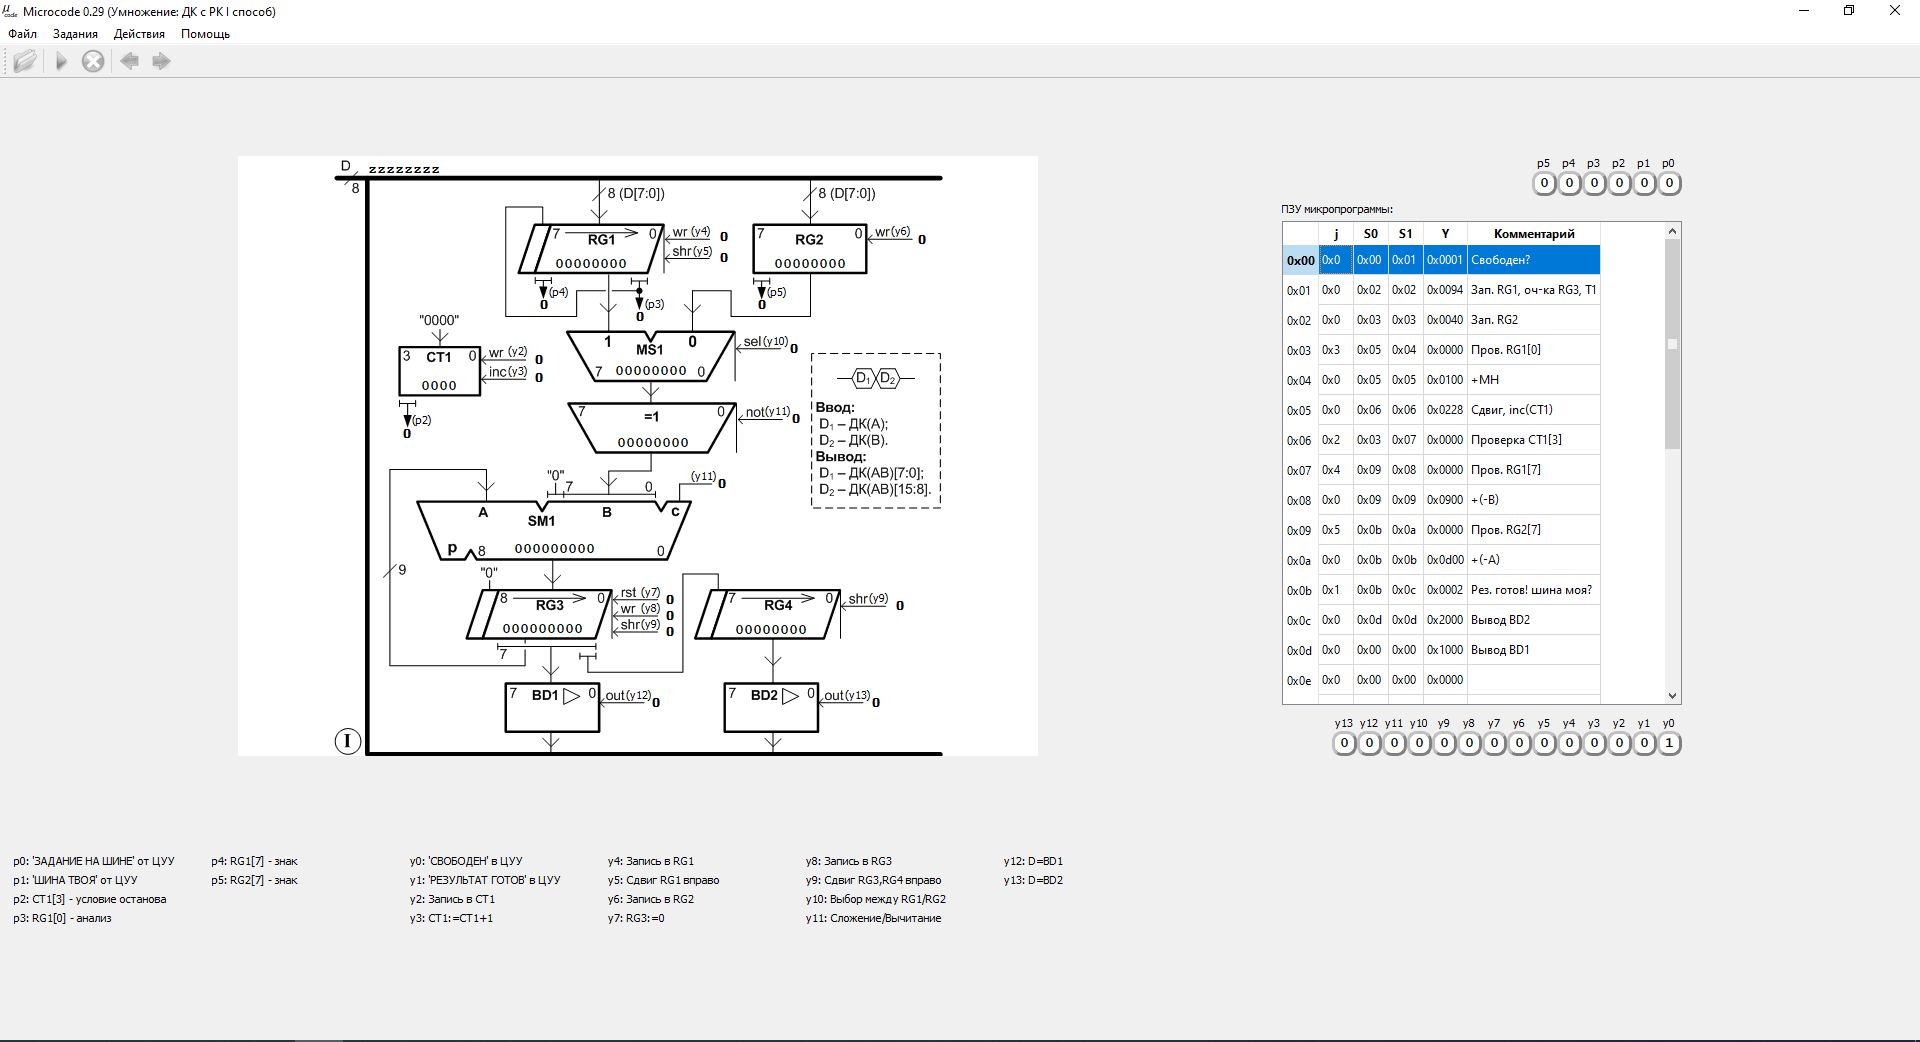 μcode Microcode 0.29 (Умножение: ДК с РК I способ)
Файл Задания Действия Помощь
D zzzzzzzz
8
8 (D[7:0]) 8 (D[7:0])
7 RG1 0 wr(y4) 0
shr(y5) 0
00000000
7 RG2 0 wr(y6) 0
00000000
(p4) 0
(p3) 0
(p5) 0
"0000"
3 CT1 0 wr (y2) 0
inc(y3) 0
0000
(p2) 0
1 MS1 0 sel(y10) 0
7 00000000 0
7 =1 0 not(y11) 0
00000000
D₁ D₂
Ввод:
D₁ – ДК(A);
D₂ – ДК(B).
Вывод:
D₁ – ДК(AB)[7:0];
D₂ – ДК(AB)[15:8].
"0" 7 0 (y11) 0
A B c
SM1
p 8 000000000 0
9
"0"
8 RG3 0 rst (y7) 0
wr (y8) 0
shr(y9) 0
000000000
7 RG4 0 shr(y9) 0
00000000
7
7 BD1 0 out(y12) 0
7 BD2 0 out(y13) 0
I
p5 p4 p3 p2 p1 p0
0 0 0 0 0 0
ПЗУ микропрограммы:
j S0 S1 Y Комментарий
0x00 0x0 0x00 0x01 0x0001 Свободен?
0x01 0x0 0x02 0x02 0x0094 Зап. RG1, оч-ка RG3, T1
0x02 0x0 0x03 0x03 0x0040 Зап. RG2
0x03 0x3 0x05 0x04 0x0000 Пров. RG1[0]
0x04 0x0 0x05 0x05 0x0100 +МН
0x05 0x0 0x06 0x06 0x0228 Сдвиг, inc(CT1)
0x06 0x2 0x03 0x07 0x0000 Проверка CT1[3]
0x07 0x4 0x09 0x08 0x0000 Пров. RG1[7]
0x08 0x0 0x09 0x09 0x0900 +(-B)
0x09 0x5 0x0b 0x0a 0x0000 Пров. RG2[7]
0x0a 0x0 0x0b 0x0b 0x0d00 +(-A)
0x0b 0x1 0x0b 0x0c 0x0002 Рез. готов! шина моя?
0x0c 0x0 0x0d 0x0d 0x2000 Вывод BD2
0x0d 0x0 0x00 0x00 0x1000 Вывод BD1
0x0e 0x0 0x00 0x00 0x0000
y13 y12 y11 y10 y9 y8 y7 y6 y5 y4 y3 y2 y1 y0
0 0 0 0 0 0 0 0 0 0 0 0 0 1
p0: 'ЗАДАНИЕ НА ШИНЕ' от ЦУУ p4: RG1[7] - знак y0: 'СВОБОДЕН' в ЦУУ y4: Запись в RG1 y8: Запись в RG3 y12: D=BD1
p1: 'ШИНА ТВОЯ' от ЦУУ p5: RG2[7] - знак y1: 'РЕЗУЛЬТАТ ГОТОВ' в ЦУУ y5: Сдвиг RG1 вправо y9: Сдвиг RG3,RG4 вправо y13: D=BD2
p2: CT1[3] - условие останова y2: Запись в CT1 y6: Запись в RG2 y10: Выбор между RG1/RG2
p3: RG1[0] - анализ y3: CT1:=CT1+1 y7: RG3:=0 y11: Сложение/Вычитание